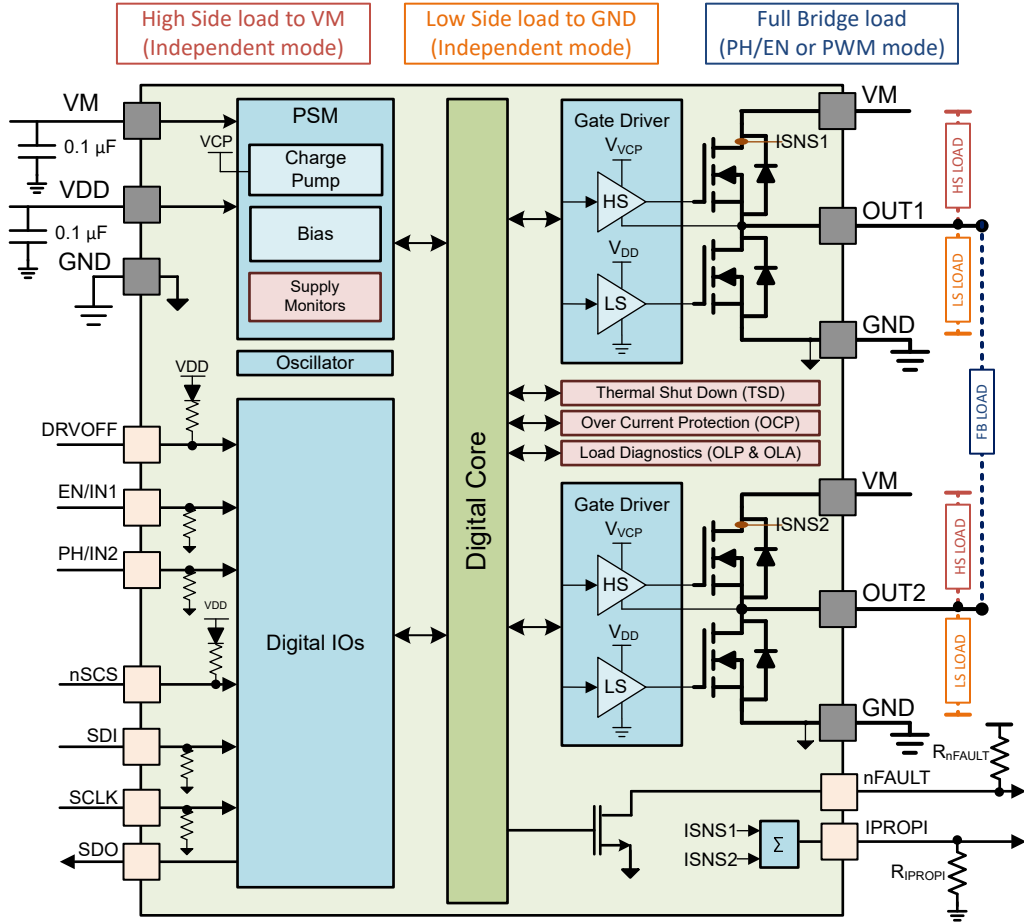 High Side load to VM
(Independent mode)
Low Side load to GND
(Independent mode)
Full Bridge load
(PH/EN or PWM mode)
VM
0.1 µF
VDD
0.1 µF
GND
PSM
VCP
Charge
Pump
Bias
Supply
Monitors
Oscillator
VDD
DRVOFF
EN/IN1
PH/IN2
VDD
nSCS
SDI
SCLK
SDO
Digital IOs
Digital Core
Gate Driver
VVCP
HS
VDD
LS
ISNS1
VM
OUT1
GND
HS LOAD
LS LOAD
FB LOAD
Thermal Shut Down (TSD)
Over Current Protection (OCP)
Load Diagnostics (OLP & OLA)
Gate Driver
VVCP
HS
VDD
LS
ISNS2
VM
OUT2
GND
HS LOAD
LS LOAD
RnFAULT
nFAULT
ISNS1
ISNS2
Σ
IPROPI
RIPROPI